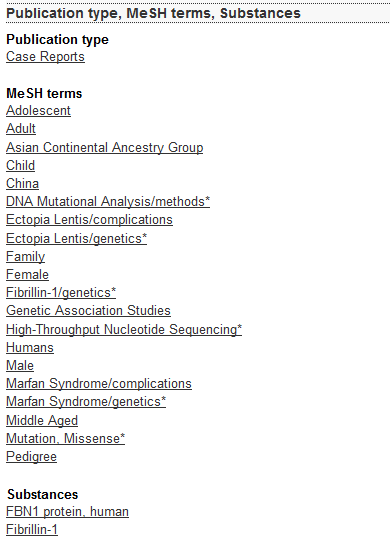 Publication type, MeSH terms, Substances
Publication type
Case Reports
MeSH terms
Adolescent
Adult
Asian Continental Ancestry Group
Child
China
DNA Mutational Analysis/methods*
Ectopia Lentis/complications
Ectopia Lentis/genetics*
Family
Female
Fibrillin-1/genetics*
Genetic Association Studies
High-Throughput Nucleotide Sequencing*
Humans
Male
Marfan Syndrome/complications
Marfan Syndrome/genetics*
Middle Aged
Mutation, Missense*
Pedigree
Substances
FBN1 protein, human
Fibrillin-1